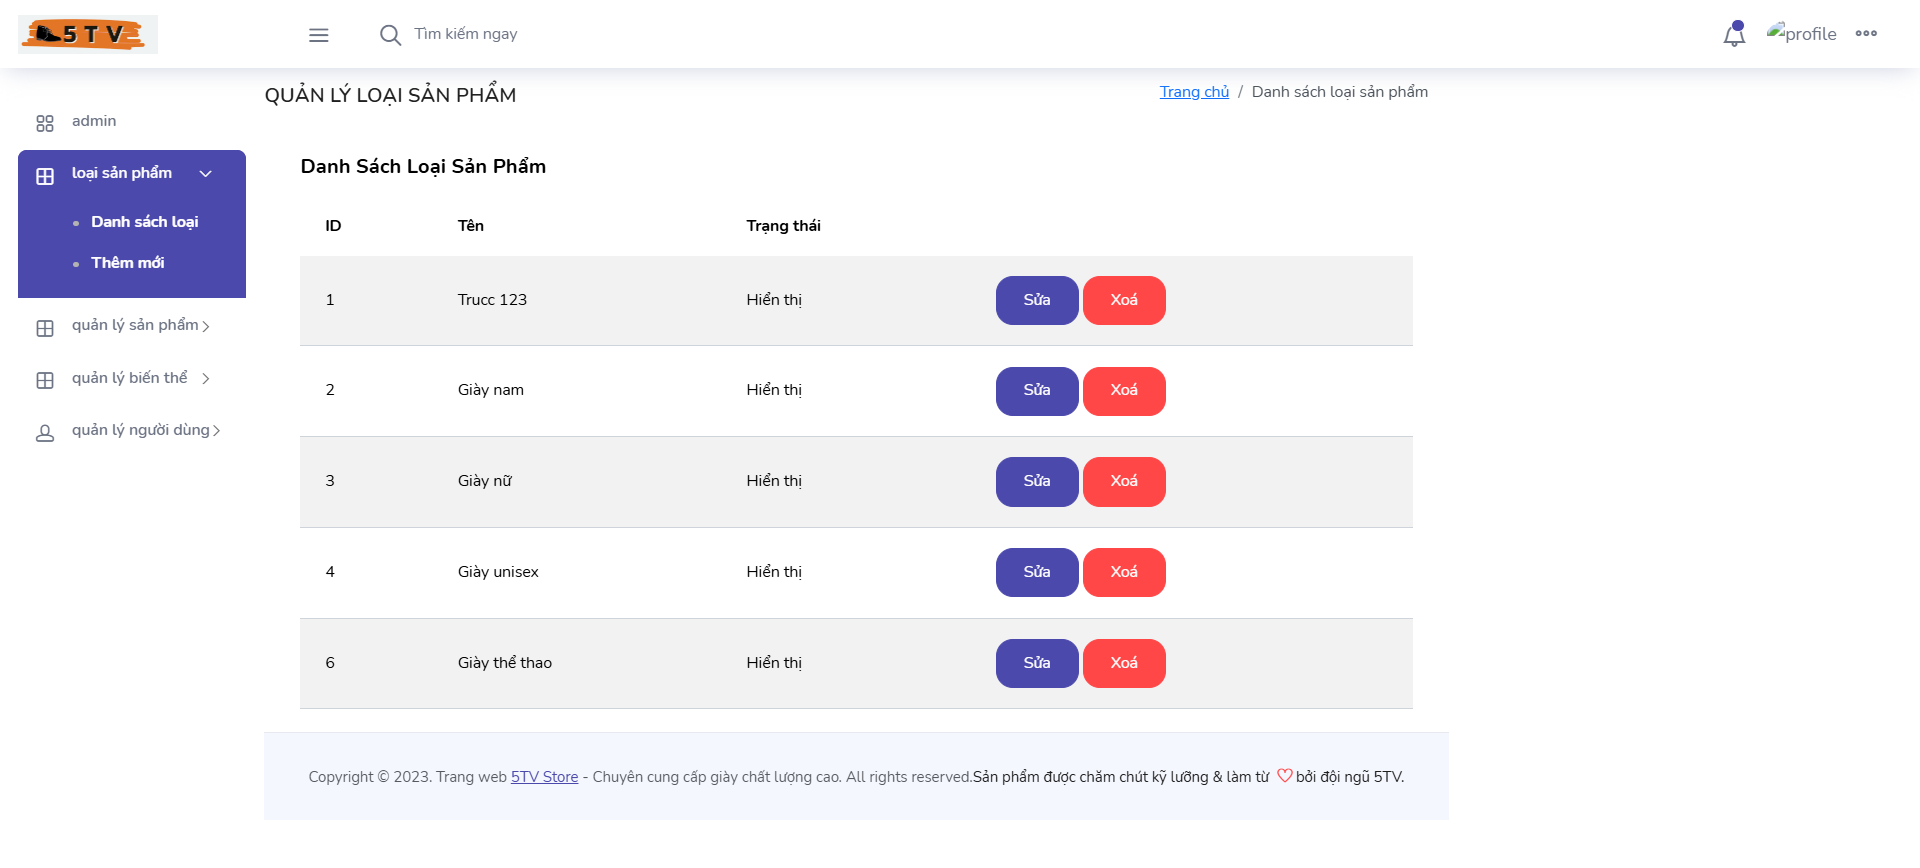 5TV
Tìm kiếm ngay
profile
QUẢN LÝ LOẠI SẢN PHẨM
Trang chủ / Danh sách loại sản phẩm
admin
loại sản phẩm
Danh sách loại
Thêm mới
quản lý sản phẩm
quản lý biến thể
quản lý người dùng
Danh Sách Loại Sản Phẩm
ID Tên Trạng thái
1 Trucc 123 Hiển thị Sửa Xoá
2 Giày nam Hiển thị Sửa Xoá
3 Giày nữ Hiển thị Sửa Xoá
4 Giày unisex Hiển thị Sửa Xoá
6 Giày thể thao Hiển thị Sửa Xoá
Copyright © 2023. Trang web 5TV Store - Chuyên cung cấp giày chất lượng cao. All rights reserved.Sản phẩm được chăm chút kỹ lưỡng & làm từ ♡ bởi đội ngũ 5TV.